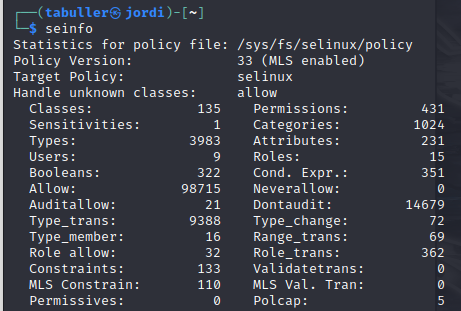 ┌──(tabuller㉿jordi)-[~]
└─$ seinfo
Statistics for policy file: /sys/fs/selinux/policy
Policy Version: 33 (MLS enabled)
Target Policy: selinux
Handle unknown classes: allow
Classes: 135 Permissions: 431
Sensitivities: 1 Categories: 1024
Types: 3983 Attributes: 231
Users: 9 Roles: 15
Booleans: 322 Cond. Expr.: 351
Allow: 98715 Neverallow: 0
Auditallow: 21 Dontaudit: 14679
Type_trans: 9388 Type_change: 72
Type_member: 16 Range_trans: 69
Role allow: 32 Role_trans: 362
Constraints: 133 Validatetrans: 0
MLS Constrain: 110 MLS Val. Tran: 0
Permissives: 0 Polcap: 5